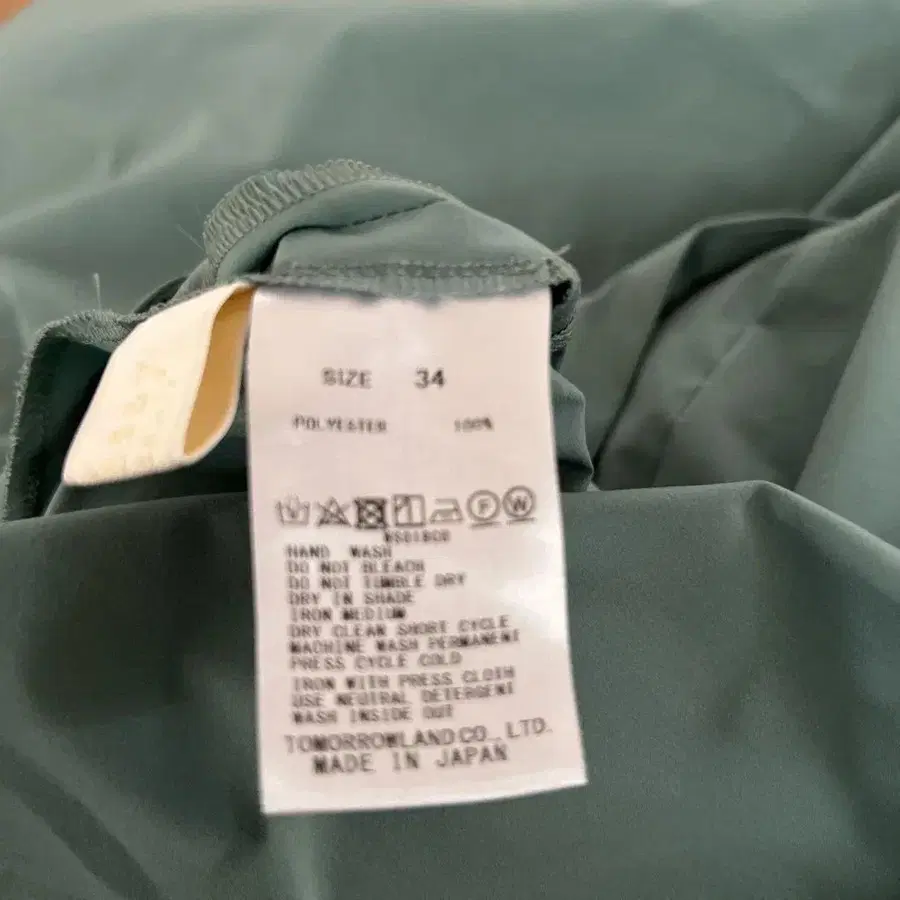 SIZE 34
POLYESTER 100%
F W
HAND WASH
DO NOT BLEACH
DO NOT TUMBLE DRY
DRY IN SHADE
IRON MEDIUM
DRY CLEAN SHORT CYCLE
MACHINE WASH PERMANENT
PRESS CYCLE COLD
IRON WITH PRESS CLOTH
USE NEUTRAL DETERGENT
WASH INSIDE OUT
TOMORROWLAND CO., LTD.
MADE IN JAPAN